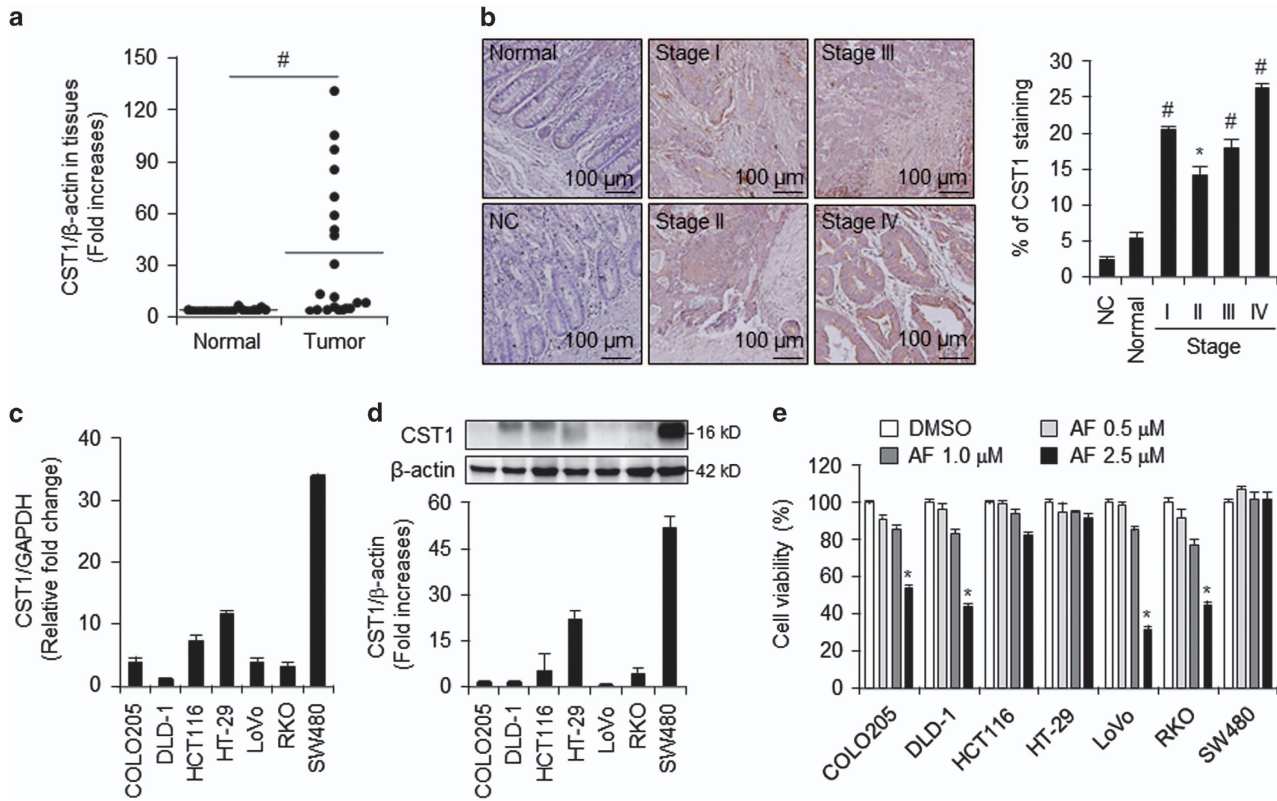 a
CST1/β-actin in tissues
(Fold increases)
150
120
90
60
30
0
#
Normal
Tumor
b
Normal
100 µm
Stage I
100 µm
Stage III
100 µm
NC
100 µm
Stage II
100 µm
Stage IV
100 µm
% of CST1 staining
30
25
20
15
10
5
0
#
*
#
#
NC
Normal
I
II
III
IV
Stage
c
CST1/GAPDH
(Relative fold change)
40
30
20
10
0
COLO205
DLD-1
HCT116
HT-29
LoVo
RKO
SW480
d
CST1
16 kD
β-actin
42 kD
CST1/β-actin
(Fold increases)
60
45
30
15
0
COLO205
DLD-1
HCT116
HT-29
LoVo
RKO
SW480
e
DMSO
AF 0.5 µM
AF 1.0 µM
AF 2.5 µM
Cell viability (%)
120
100
80
60
40
20
0
*
*
*
*
COLO205
DLD-1
HCT116
HT-29
LoVo
RKO
SW480